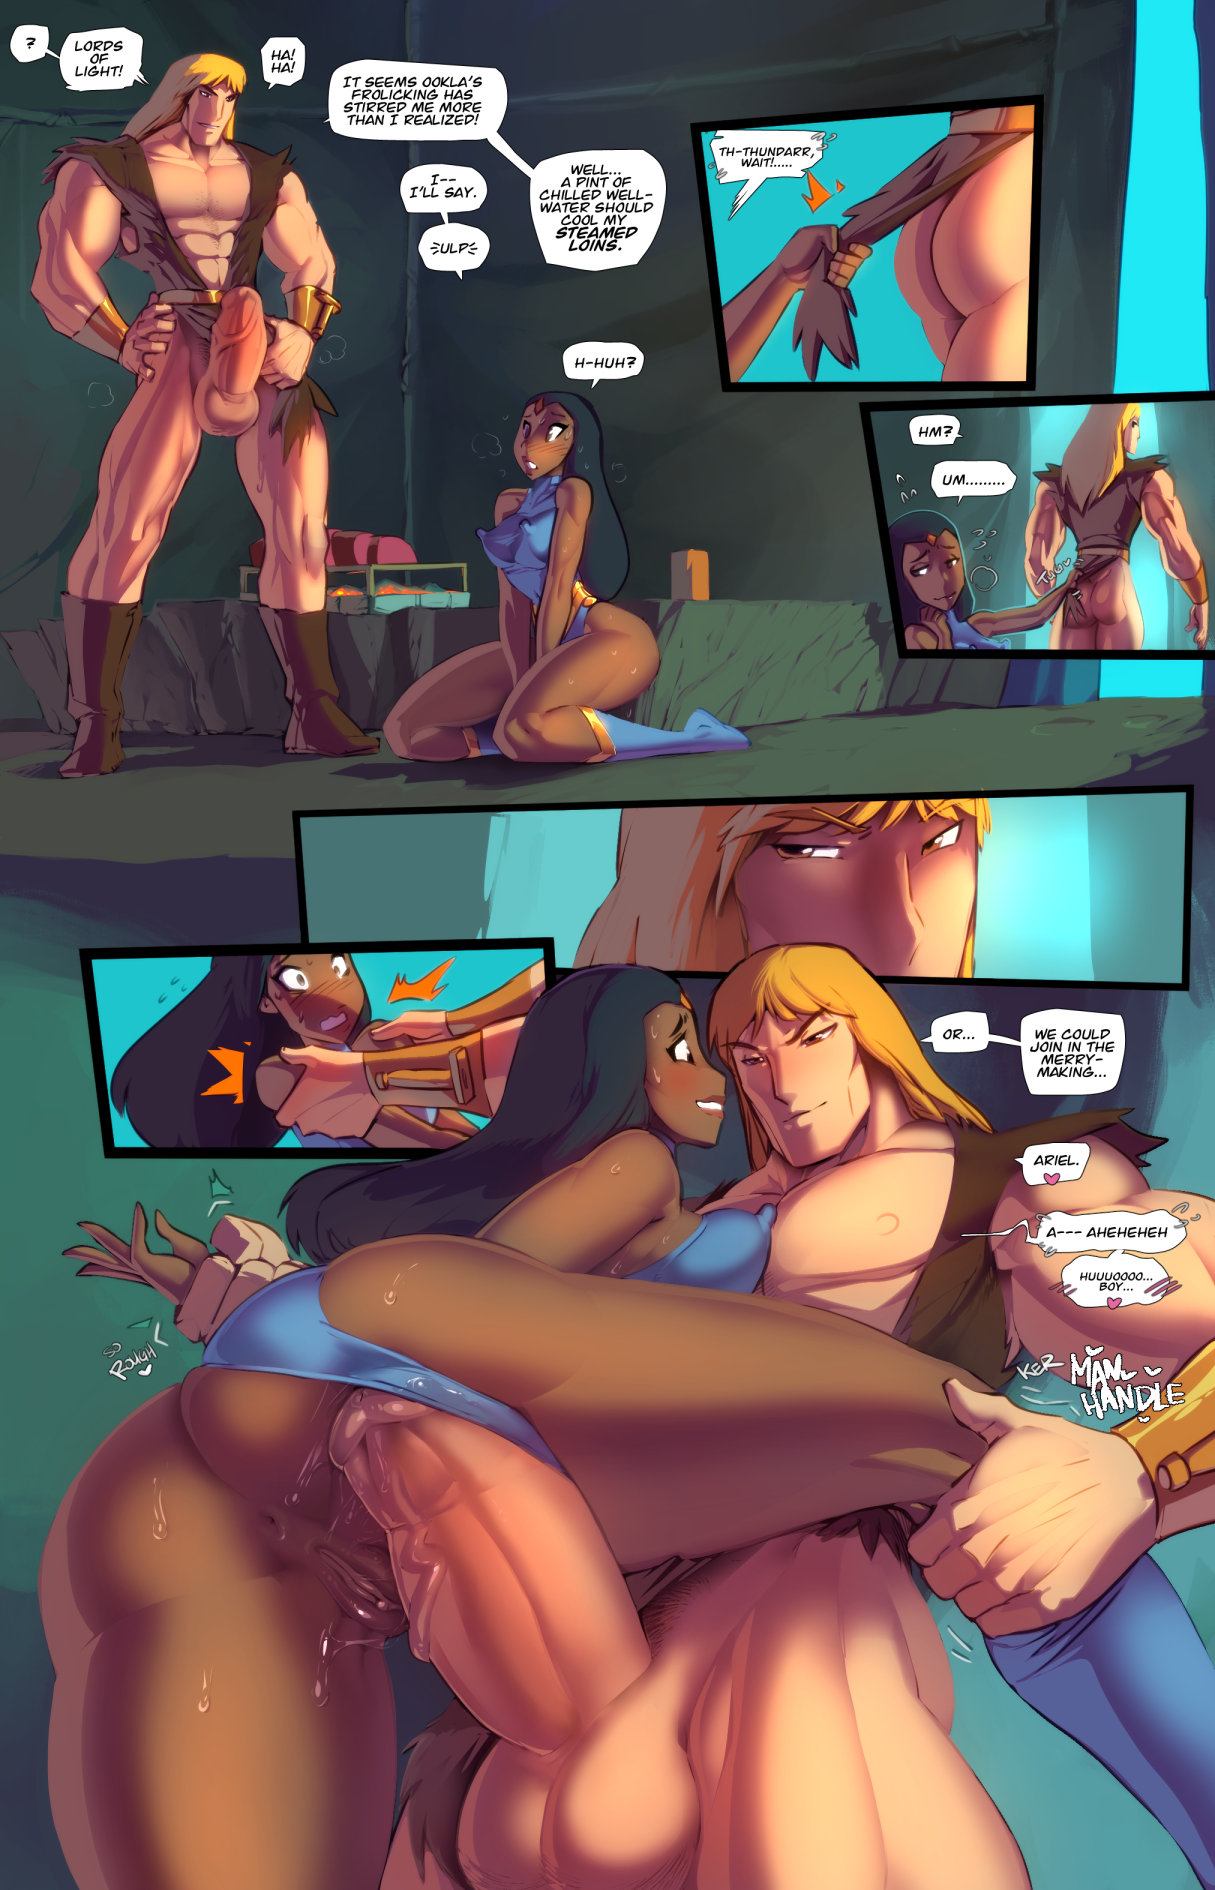 ?
LORDS
OF
LIGHT!
HA!
HA!
IT SEEMS OOKLA'S
FROLICKING HAS
STIRRED ME MORE
THAN I REALIZED!
I--
I'LL SAY.
ULP
WELL...
A PINT OF
CHILLED WELL-
WATER SHOULD
COOL MY
STEAMED
LOINS.
H-HUH?
TH-THUNDARR,
WAIT!......
HM?
UM.........
TUG
OR...
WE COULD
JOIN IN THE
MERRY-
MAKING...
ARIEL.
A--- AHEHEHEH
HUUUOOOO...
BOY...
SO
ROUGH
KER
MAN
HANDLE